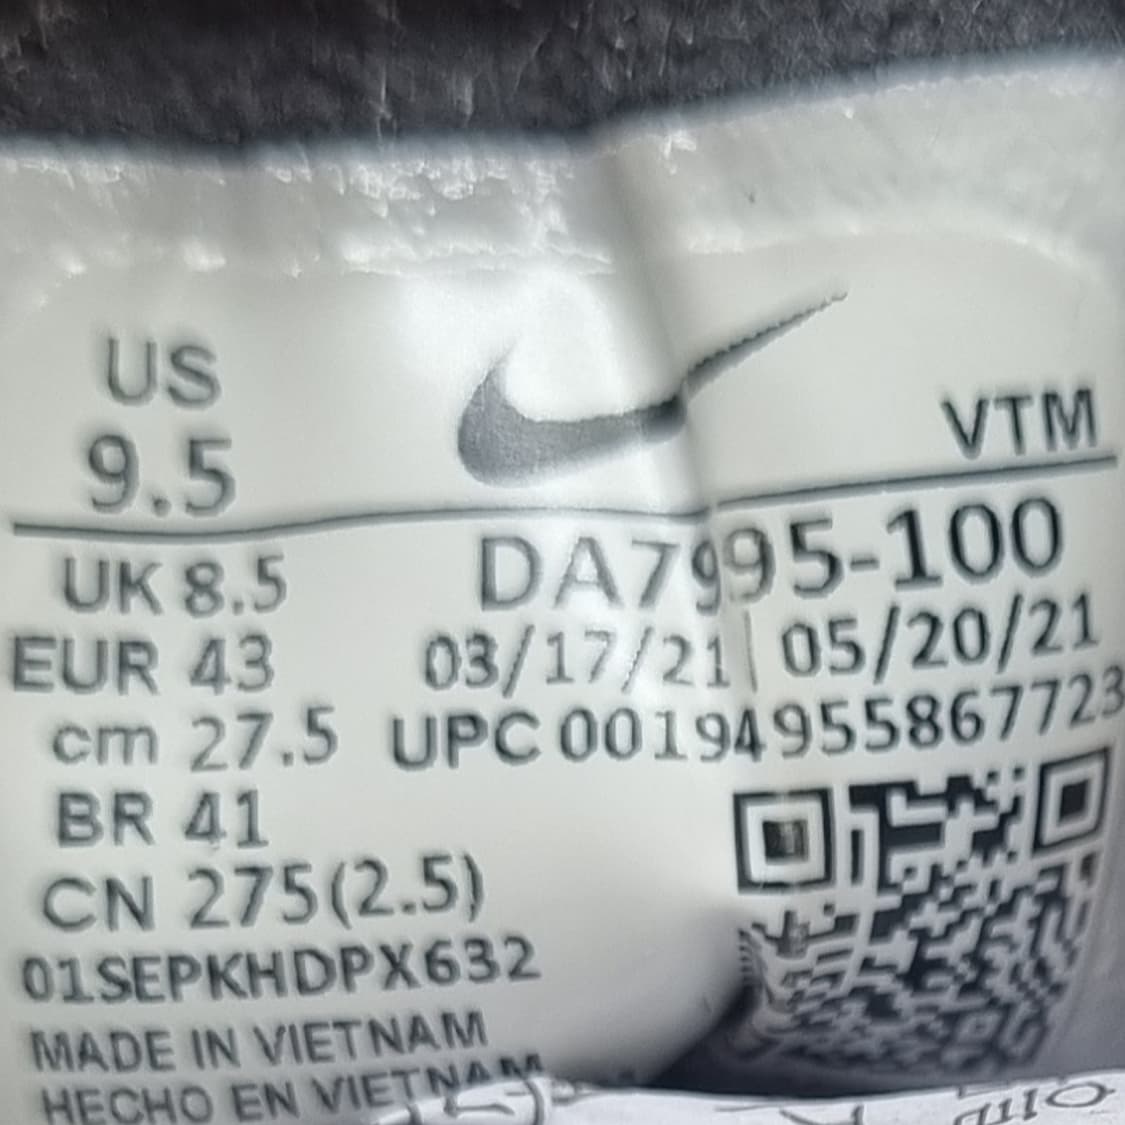 US
9.5
VTM
UK 8.5
DA7995-100
EUR 43
03/17/21 | 05/20/21
cm 27.5
UPC 00194955867723
BR 41
CN 275(2.5)
01SEPKHDPX632
MADE IN VIETNAM
HECHO EN VIETNAM